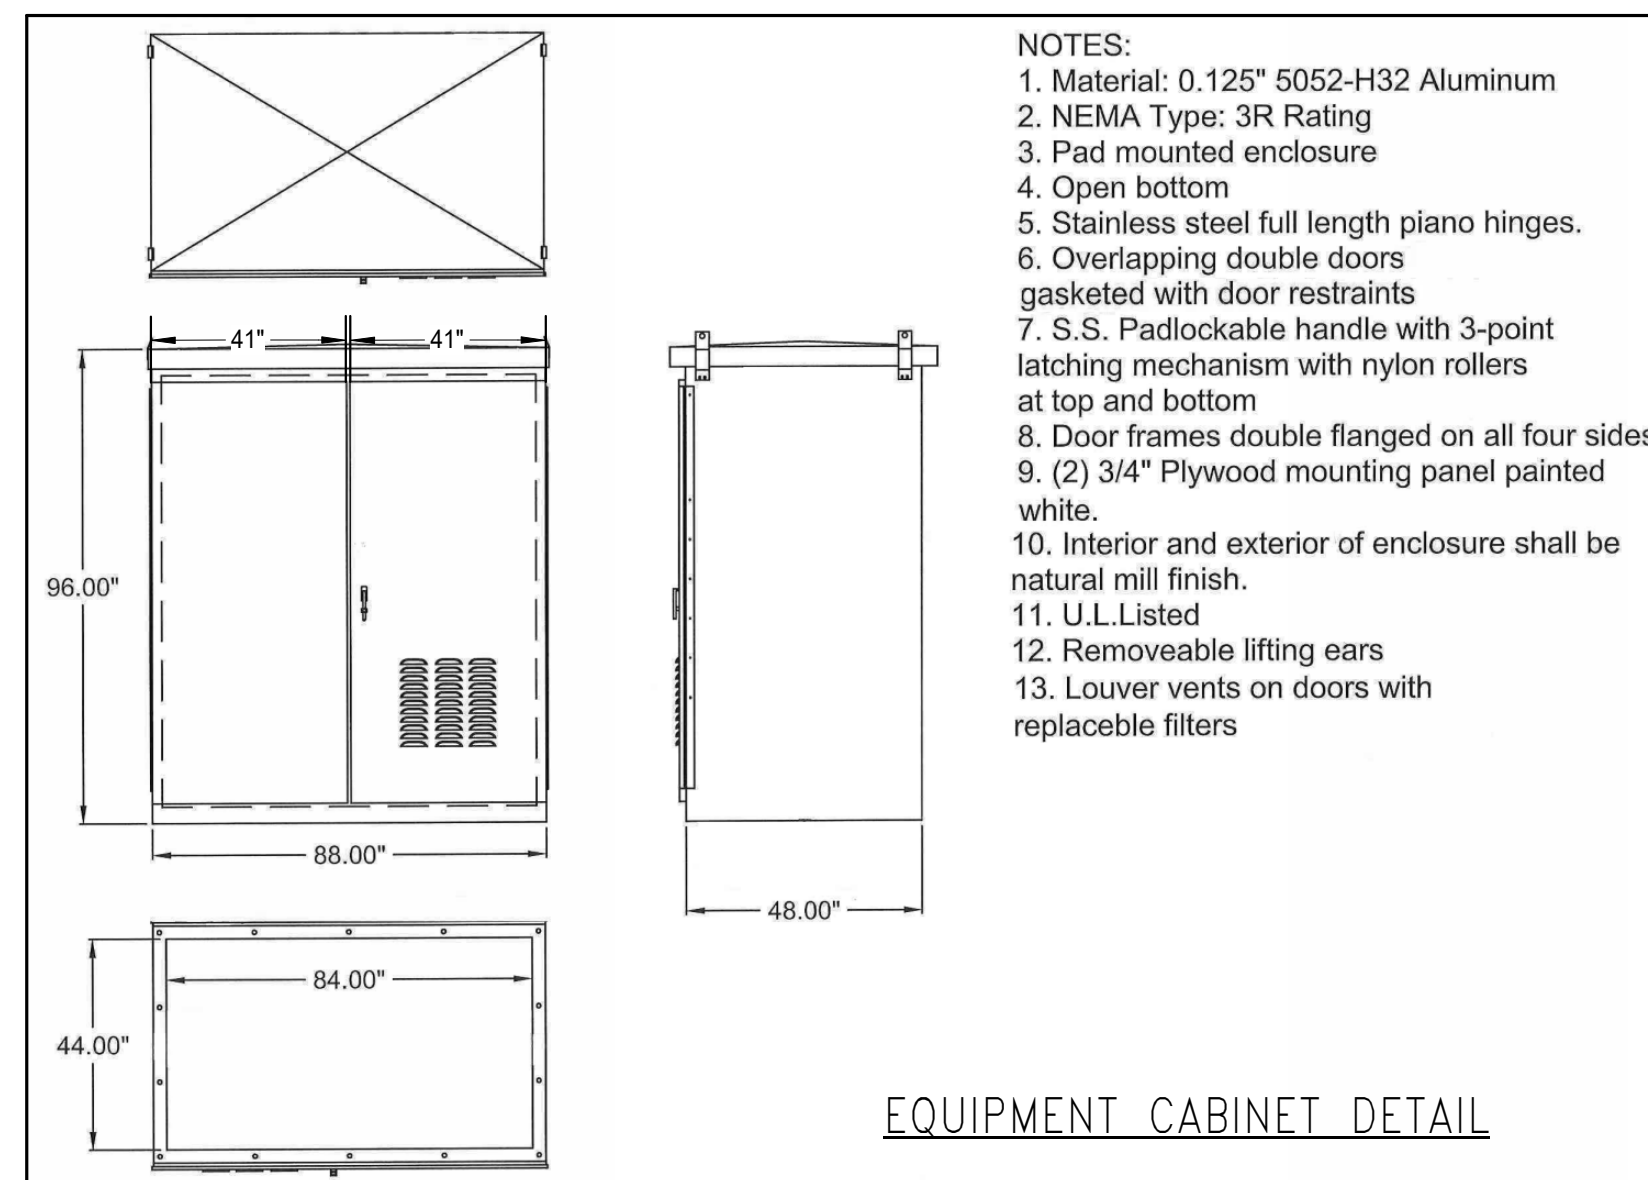 NOTES:
1. Material: 0.125" 5052-H32 Aluminum
2. NEMA Type: 3R Rating
3. Pad mounted enclosure
4. Open bottom
5. Stainless steel full length piano hinges.
6. Overlapping double doors
gasketed with door restraints
7. S.S. Padlockable handle with 3-point
latching mechanism with nylon rollers
at top and bottom
8. Door frames double flanged on all four sides
9. (2) 3/4" Plywood mounting panel painted
white.
10. Interior and exterior of enclosure shall be
natural mill finish.
11. U.L.Listed
12. Removeable lifting ears
13. Louver vents on doors with
replaceble filters
41" 41"
96.00"
88.00"
48.00"
84.00"
44.00"
EQUIPMENT CABINET DETAIL